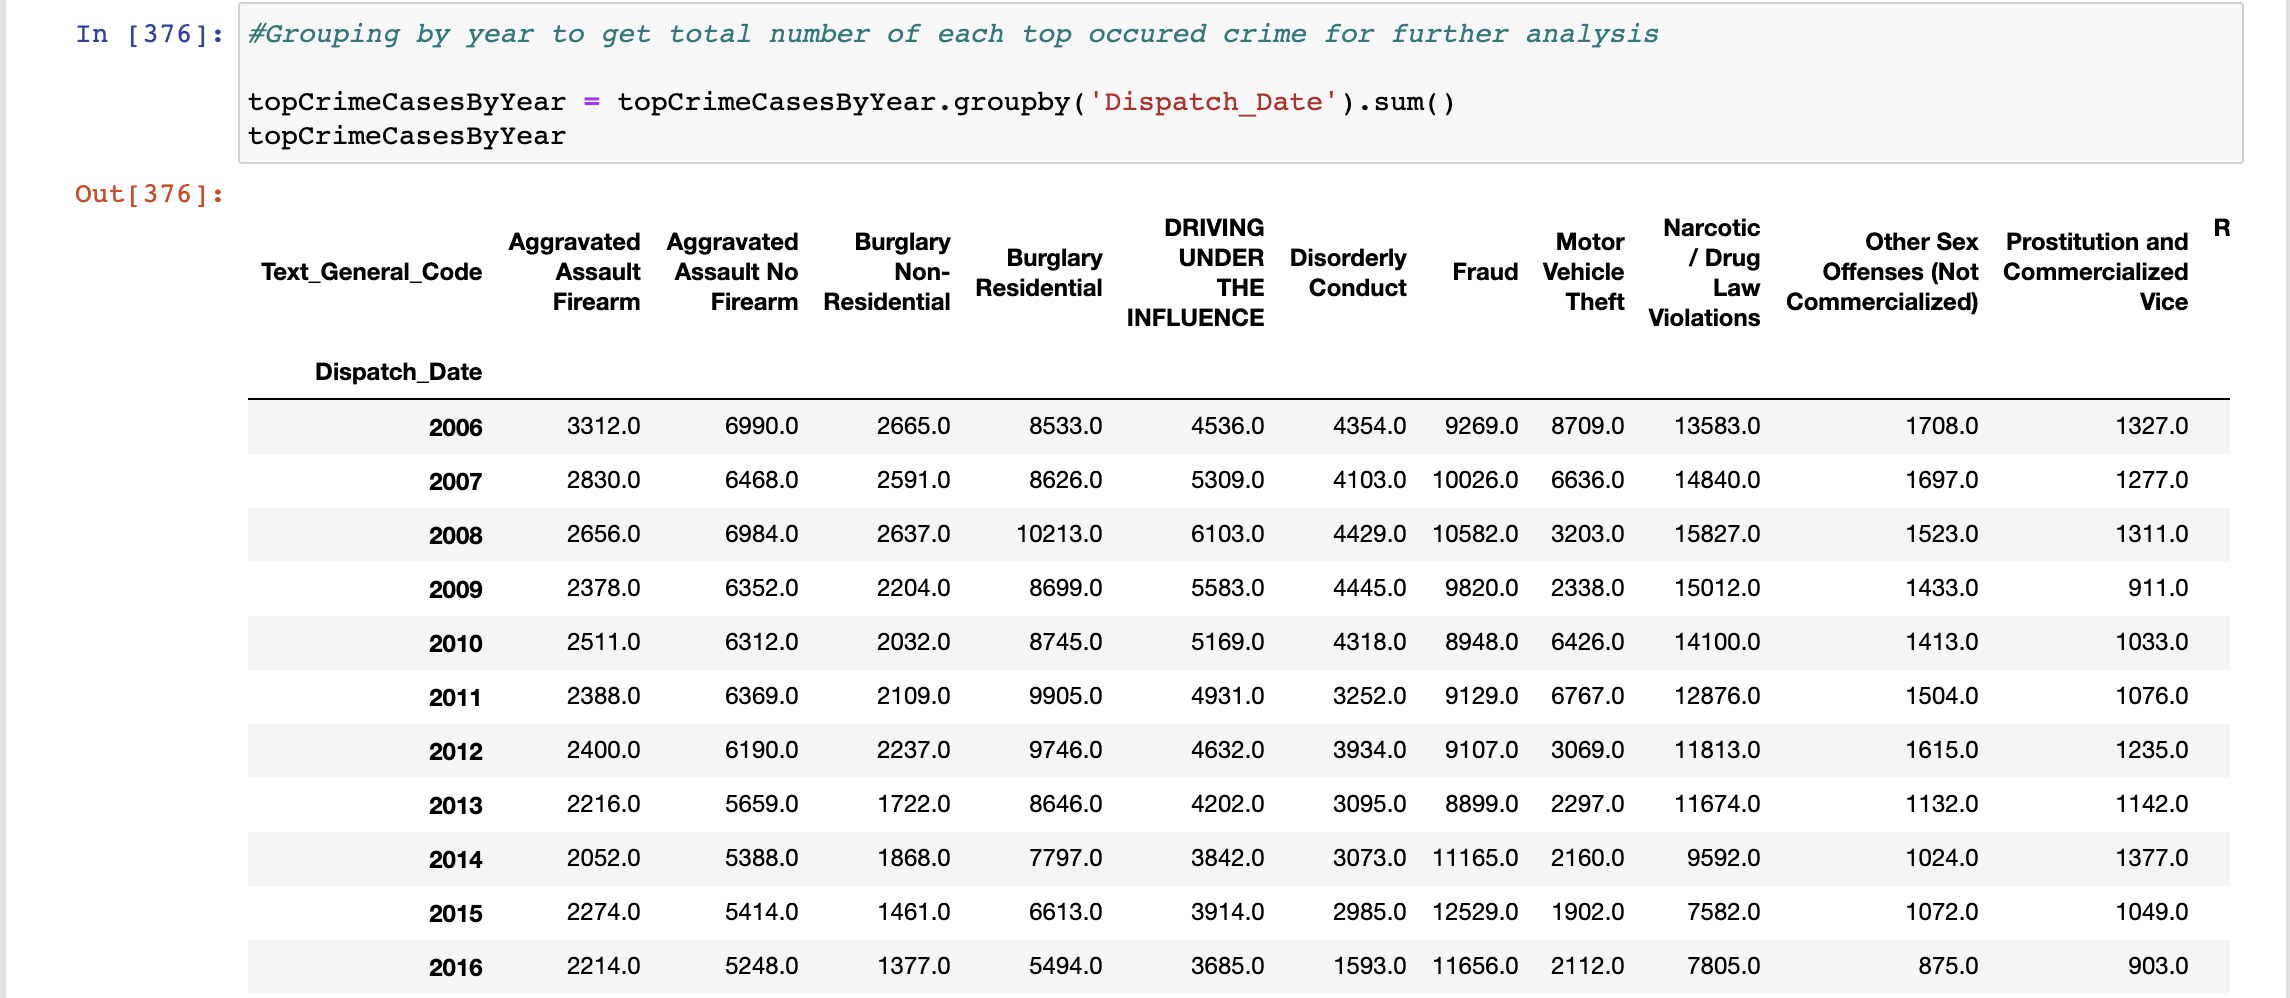 In [376]: #Grouping by year to get total number of each top occured crime for further analysis
topCrimeCasesByYear = topCrimeCasesByYear.groupby('Dispatch_Date').sum()
topCrimeCasesByYear
Out[376]:
Text_General_Code Aggravated Assault Firearm Aggravated Assault No Firearm Burglary Non-Residential Burglary Residential DRIVING UNDER THE INFLUENCE Disorderly Conduct Fraud Motor Vehicle Theft Narcotic / Drug Law Violations Other Sex Offenses (Not Commercialized) Prostitution and Commercialized Vice R
Dispatch_Date
2006 3312.0 6990.0 2665.0 8533.0 4536.0 4354.0 9269.0 8709.0 13583.0 1708.0 1327.0
2007 2830.0 6468.0 2591.0 8626.0 5309.0 4103.0 10026.0 6636.0 14840.0 1697.0 1277.0
2008 2656.0 6984.0 2637.0 10213.0 6103.0 4429.0 10582.0 3203.0 15827.0 1523.0 1311.0
2009 2378.0 6352.0 2204.0 8699.0 5583.0 4445.0 9820.0 2338.0 15012.0 1433.0 911.0
2010 2511.0 6312.0 2032.0 8745.0 5169.0 4318.0 8948.0 6426.0 14100.0 1413.0 1033.0
2011 2388.0 6369.0 2109.0 9905.0 4931.0 3252.0 9129.0 6767.0 12876.0 1504.0 1076.0
2012 2400.0 6190.0 2237.0 9746.0 4632.0 3934.0 9107.0 3069.0 11813.0 1615.0 1235.0
2013 2216.0 5659.0 1722.0 8646.0 4202.0 3095.0 8899.0 2297.0 11674.0 1132.0 1142.0
2014 2052.0 5388.0 1868.0 7797.0 3842.0 3073.0 11165.0 2160.0 9592.0 1024.0 1377.0
2015 2274.0 5414.0 1461.0 6613.0 3914.0 2985.0 12529.0 1902.0 7582.0 1072.0 1049.0
2016 2214.0 5248.0 1377.0 5494.0 3685.0 1593.0 11656.0 2112.0 7805.0 875.0 903.0